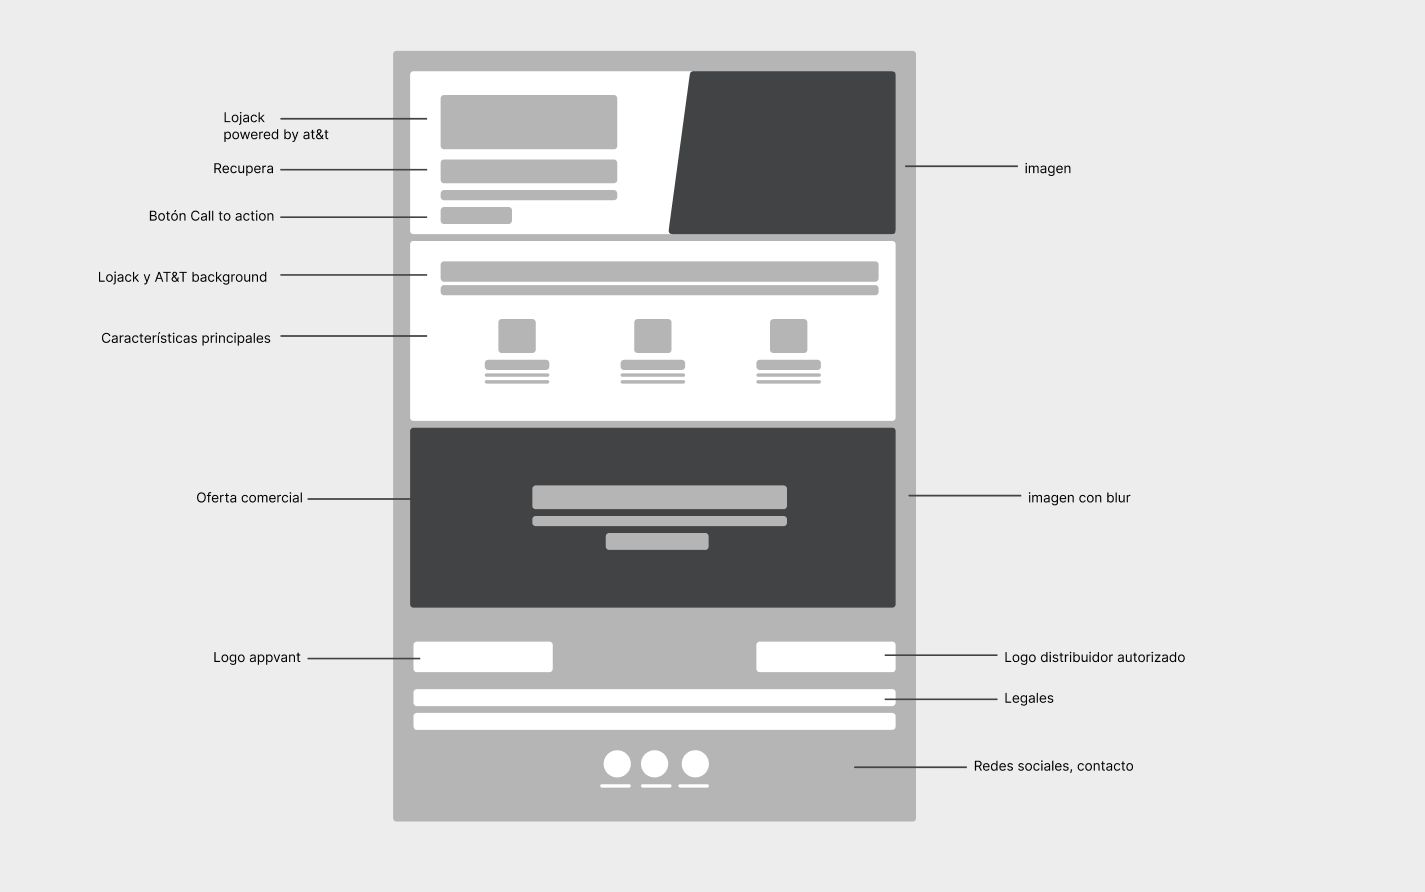 Lojack
powered by at&t
Recupera
imagen
Botón Call to action
Lojack y AT&T background
Características principales
Oferta comercial
imagen con blur
Logo appvant
Logo distribuidor autorizado
Legales
Redes sociales, contacto